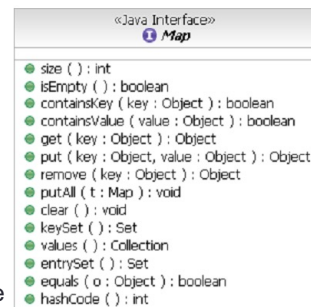 «Java Interface»
Map
size ( ) : int
isEmpty ( ) : boolean
containsKey ( key : Object ) : boolean
containsValue ( value : Object ) : boolean
get ( key : Object ) : Object
put ( key : Object, value : Object ) : Object
remove ( key : Object ) : Object
putAll ( t : Map ) : void
clear ( ) : void
keySet ( ) : Set
values ( ) : Collection
entrySet ( ) : Set
equals ( o : Object ) : boolean
e
hashCode ( ) : int